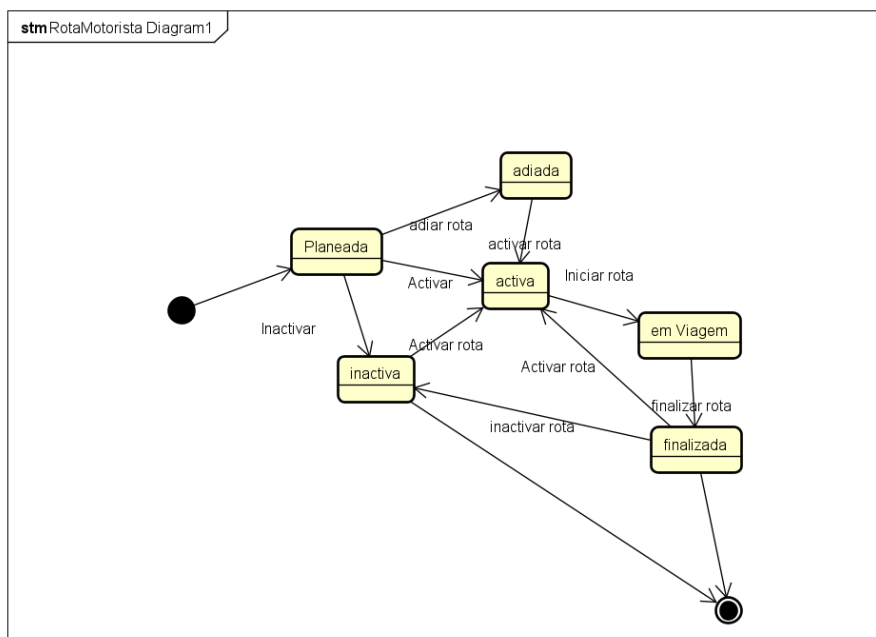 stm RotaMotorista Diagram1
adiada
adiar rota
Planeada
activar rota
Activar
activa
Iniciar rota
Inactivar
em Viagem
Activar rota
inactiva
Activar rota
finalizar rota
inactivar rota
finalizada